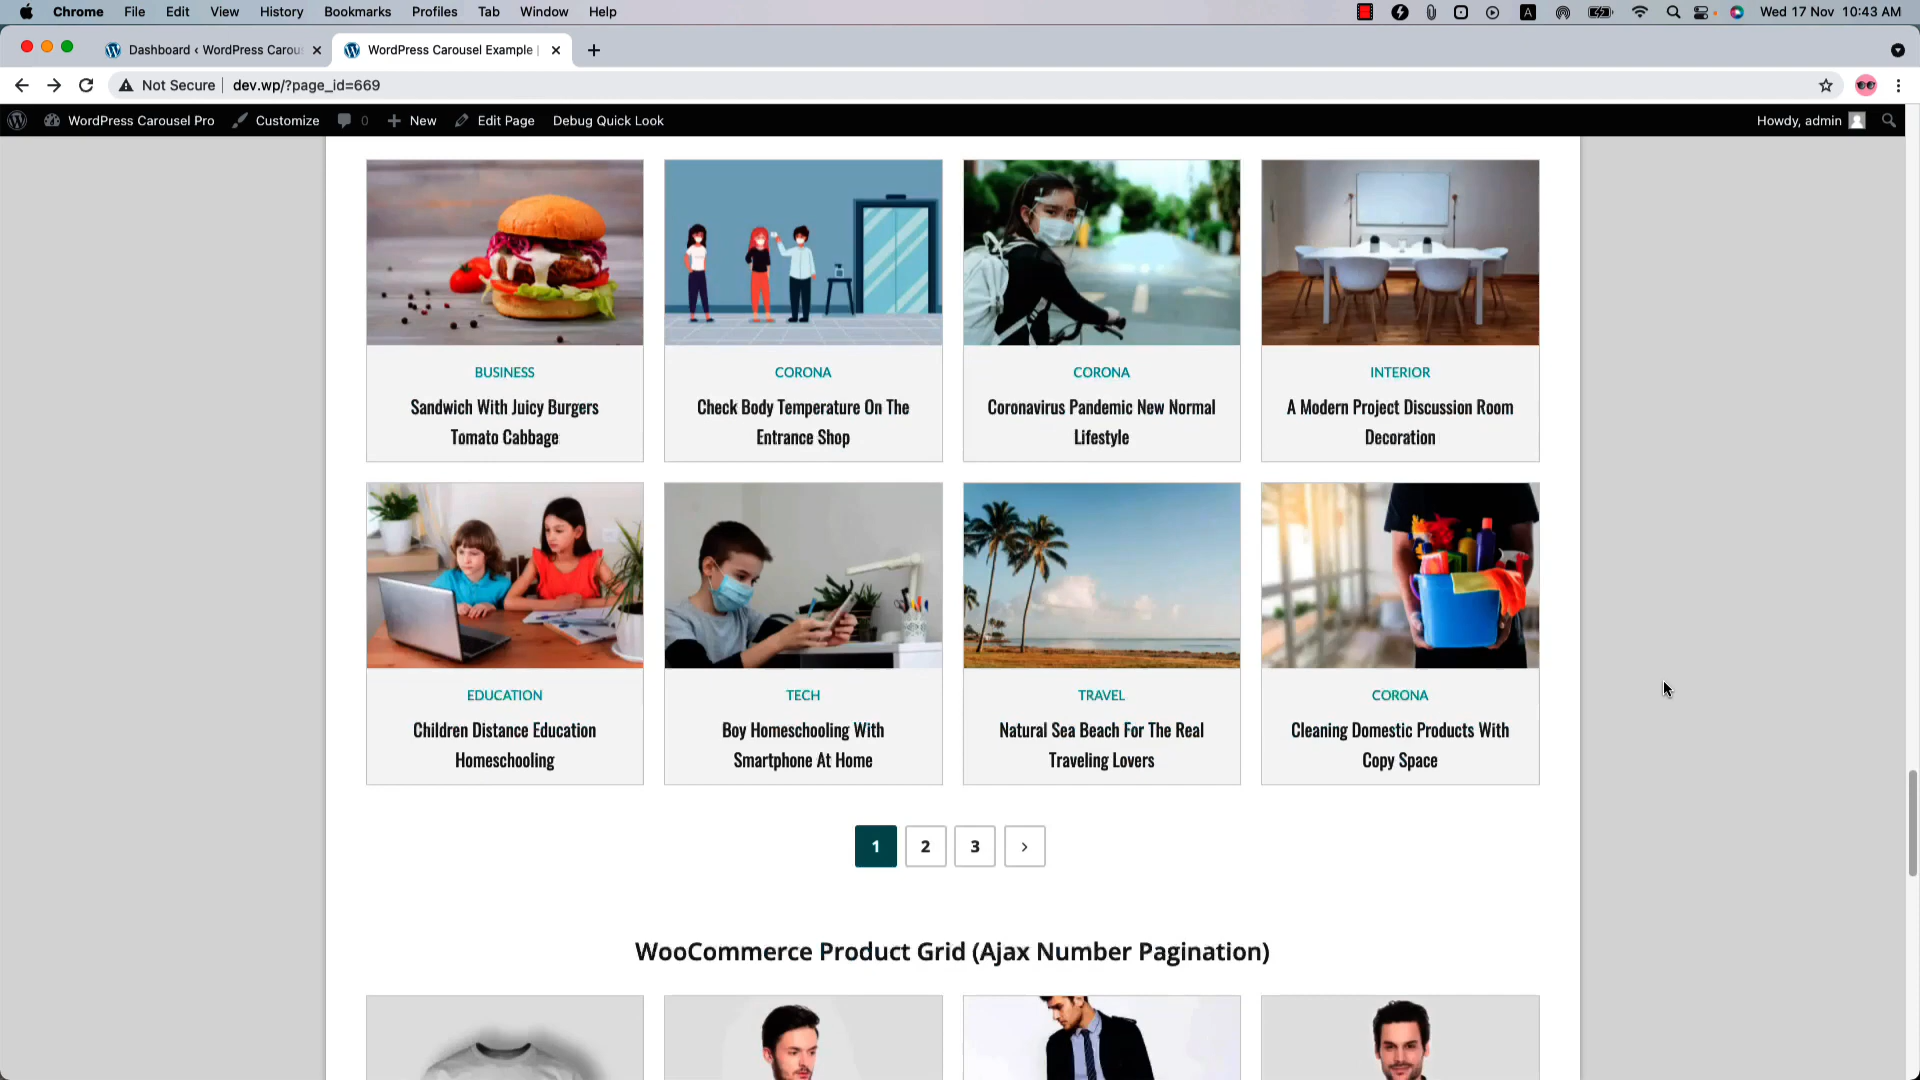 Chrome File Edit View History Bookmarks Profiles Tab Window Help A Wed 17 Nov 10:43 AM
Dashboard ‹ WordPress Carou WordPress Carousel Example |
Not Secure dev.wp/?page_id=669
WordPress Carousel Pro Customize 0 New Edit Page Debug Quick Look Howdy, admin
BUSINESS
Sandwich With Juicy Burgers
Tomato Cabbage
CORONA
Check Body Temperature On The
Entrance Shop
CORONA
Coronavirus Pandemic New Normal
Lifestyle
INTERIOR
A Modern Project Discussion Room
Decoration
EDUCATION
Children Distance Education
Homeschooling
TECH
Boy Homeschooling With
Smartphone At Home
TRAVEL
Natural Sea Beach For The Real
Traveling Lovers
CORONA
Cleaning Domestic Products With
Copy Space
1 2 3 >
WooCommerce Product Grid (Ajax Number Pagination)